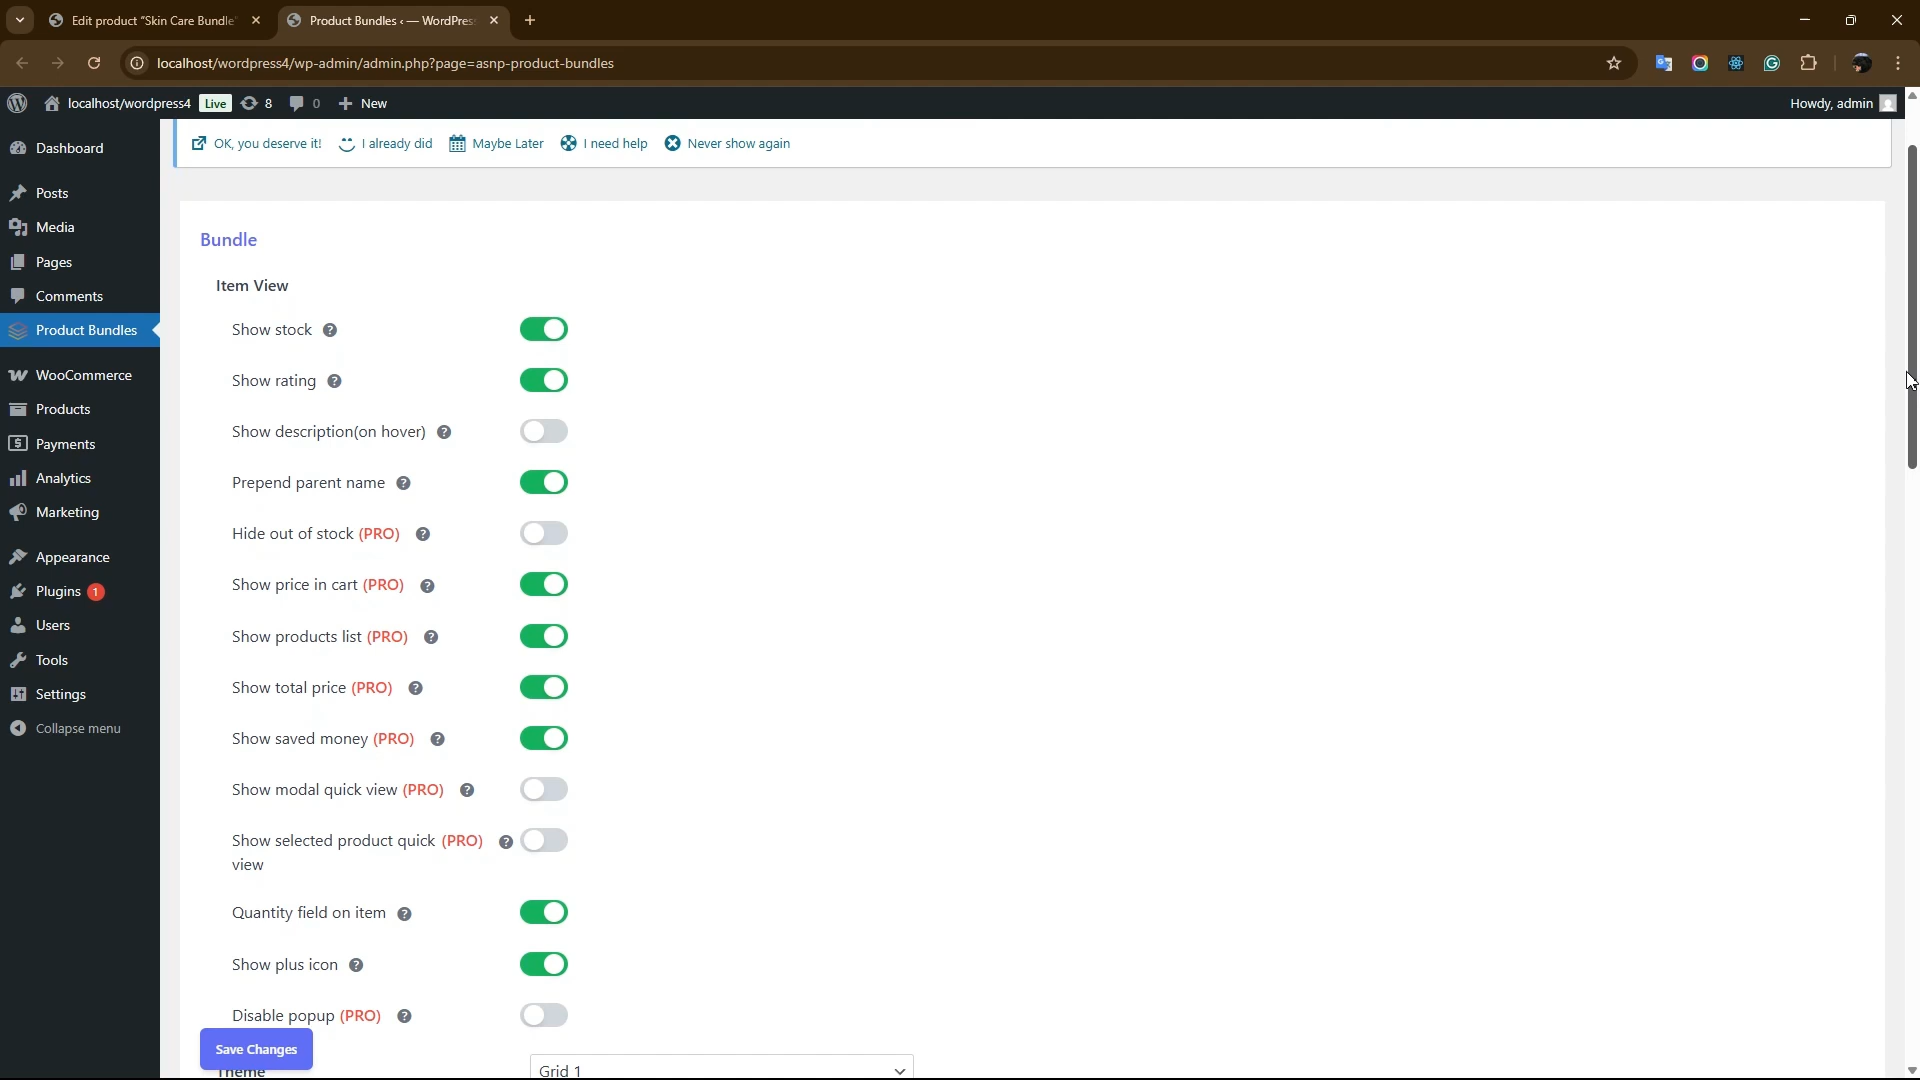 Edit product “Skin Care Bundle"
Product Bundles ‹ — WordPres
localhost/wordpress4/wp-admin/admin.php?page=asnp-product-bundles
localhost/wordpress4 Live 8 0 New
Howdy, admin
Dashboard
Posts
Media
Pages
Comments
Product Bundles
WooCommerce
Products
Payments
Analytics
Marketing
Appearance
Plugins 1
Users
Tools
Settings
Collapse menu
OK, you deserve it! I already did Maybe Later I need help Never show again
Bundle
Item View
Show stock
Show rating
Show description(on hover)
Prepend parent name
Hide out of stock (PRO)
Show price in cart (PRO)
Show products list (PRO)
Show total price (PRO)
Show saved money (PRO)
Show modal quick view (PRO)
Show selected product quick (PRO)
view
Quantity field on item
Show plus icon
Disable popup (PRO)
Save Changes
Theme
Grid 1